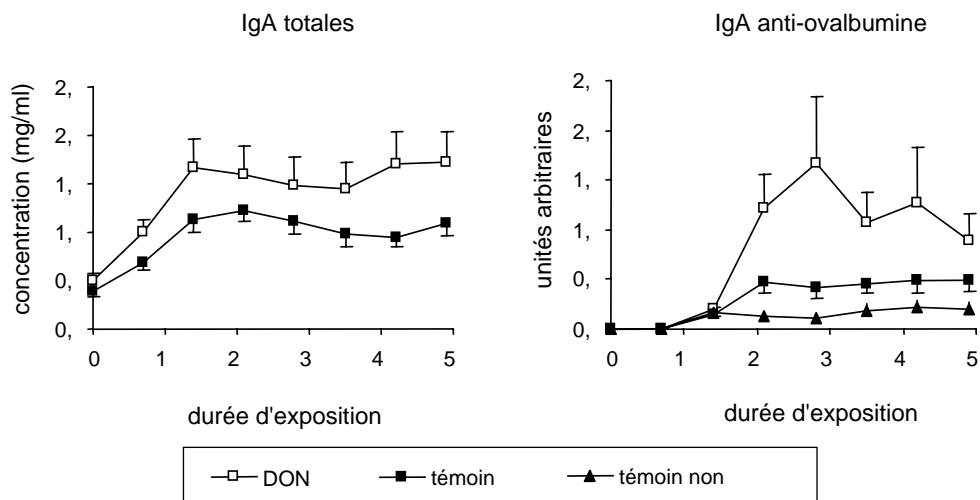 IgA totales
concentration (mg/ml)
2,
2,
1,
1,
0,
0,
0 1 2 3 4 5
durée d'exposition
IgA anti-ovalbumine
unités arbitraires
2,
2,
1,
1,
0,
0,
0 1 2 3 4 5
durée d'exposition
DON témoin témoin non